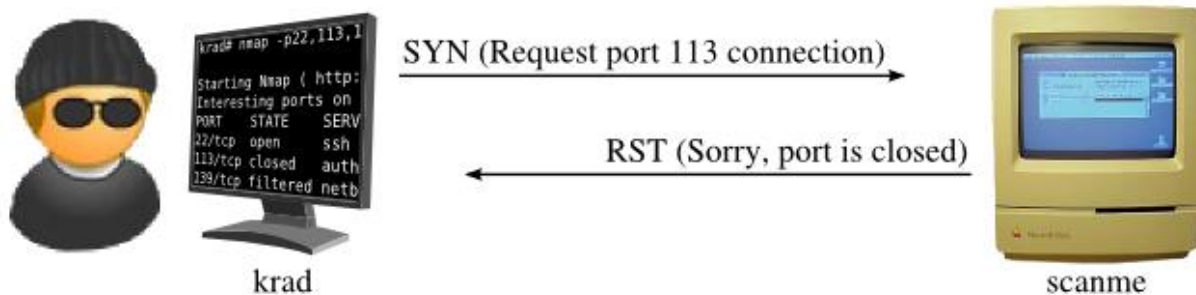 krad# nmap -p22,113,1
Starting Nmap ( http:
Interesting ports on
PORT STATE SERV
22/tcp open ssh
113/tcp closed auth
139/tcp filtered netb
SYN (Request port 113 connection)
RST (Sorry, port is closed)
krad
scanme